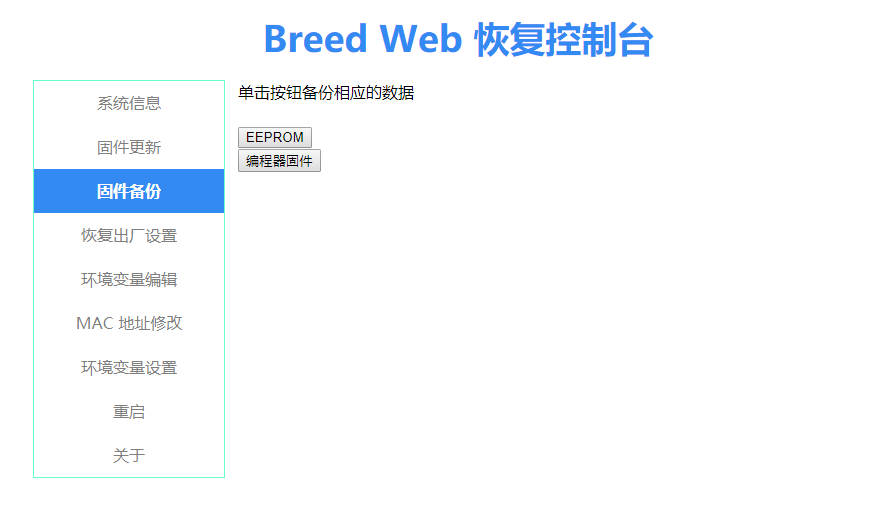 Breed Web 恢复控制台
系统信息
固件更新
固件备份
恢复出厂设置
环境变量编辑
MAC 地址修改
环境变量设置
重启
关于
单击按钮备份相应的数据
EEPROM
编程器固件